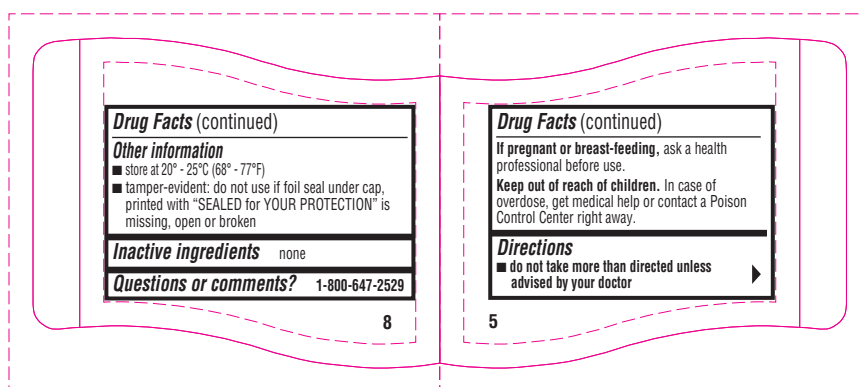 Drug Facts (continued)
Other information
■ store at 20° - 25°C (68° - 77°F)
■ tamper-evident: do not use if foil seal under cap,
printed with “SEALED for YOUR PROTECTION” is
missing, open or broken
Inactive ingredients none
Questions or comments? 1-800-647-2529
8
Drug Facts (continued)
If pregnant or breast-feeding, ask a health
professional before use.
Keep out of reach of children. In case of
overdose, get medical help or contact a Poison
Control Center right away.
Directions
■ do not take more than directed unless
advised by your doctor
5